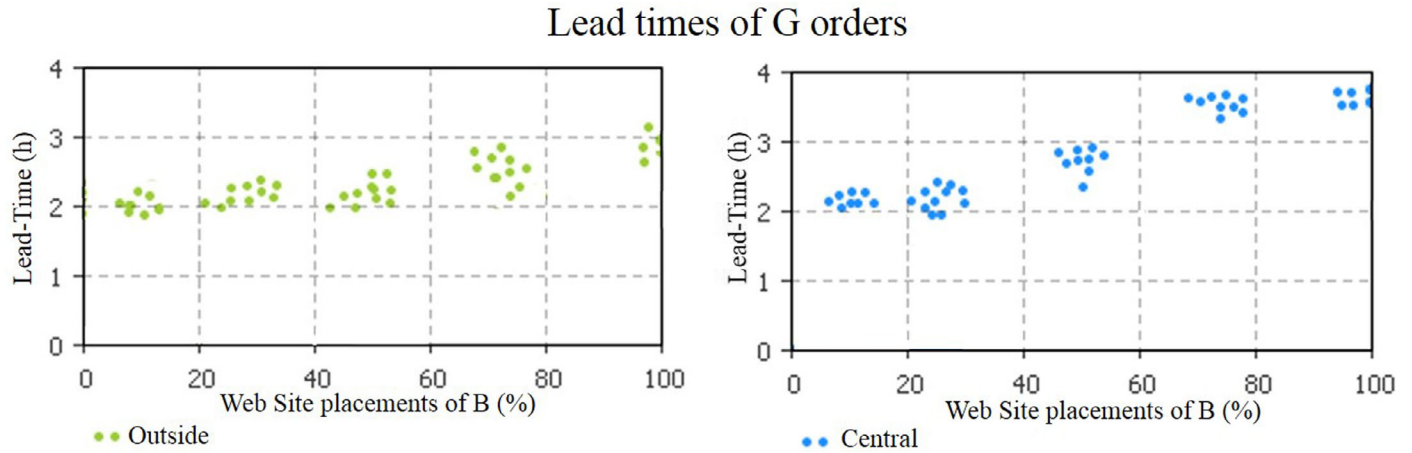 Lead times of G orders
4
3
2
1
0
Lead-Time (h)
0 20 40 60 80 100
Web Site placements of B (%)
Outside
4
3
2
1
0
Lead-Time (h)
0 20 40 60 80 100
Web Site placements of B (%)
Central